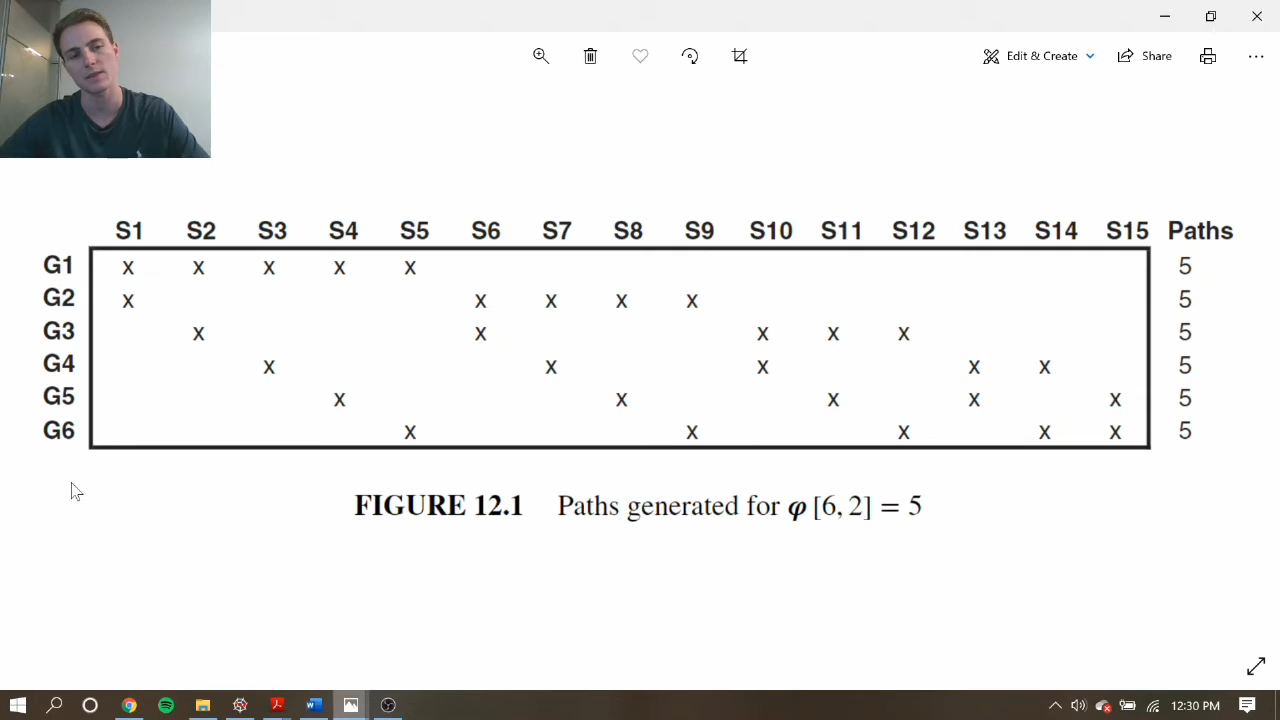 Edit & Create
Share
S1 S2 S3 S4 S5 S6 S7 S8 S9 S10 S11 S12 S13 S14 S15 Paths
G1 x x x x x 5
G2 x x x x x 5
G3 x x x x x 5
G4 x x x x x 5
G5 x x x x x 5
G6 x x x x x 5
FIGURE 12.1 Paths generated for φ [6, 2] = 5
12:30 PM